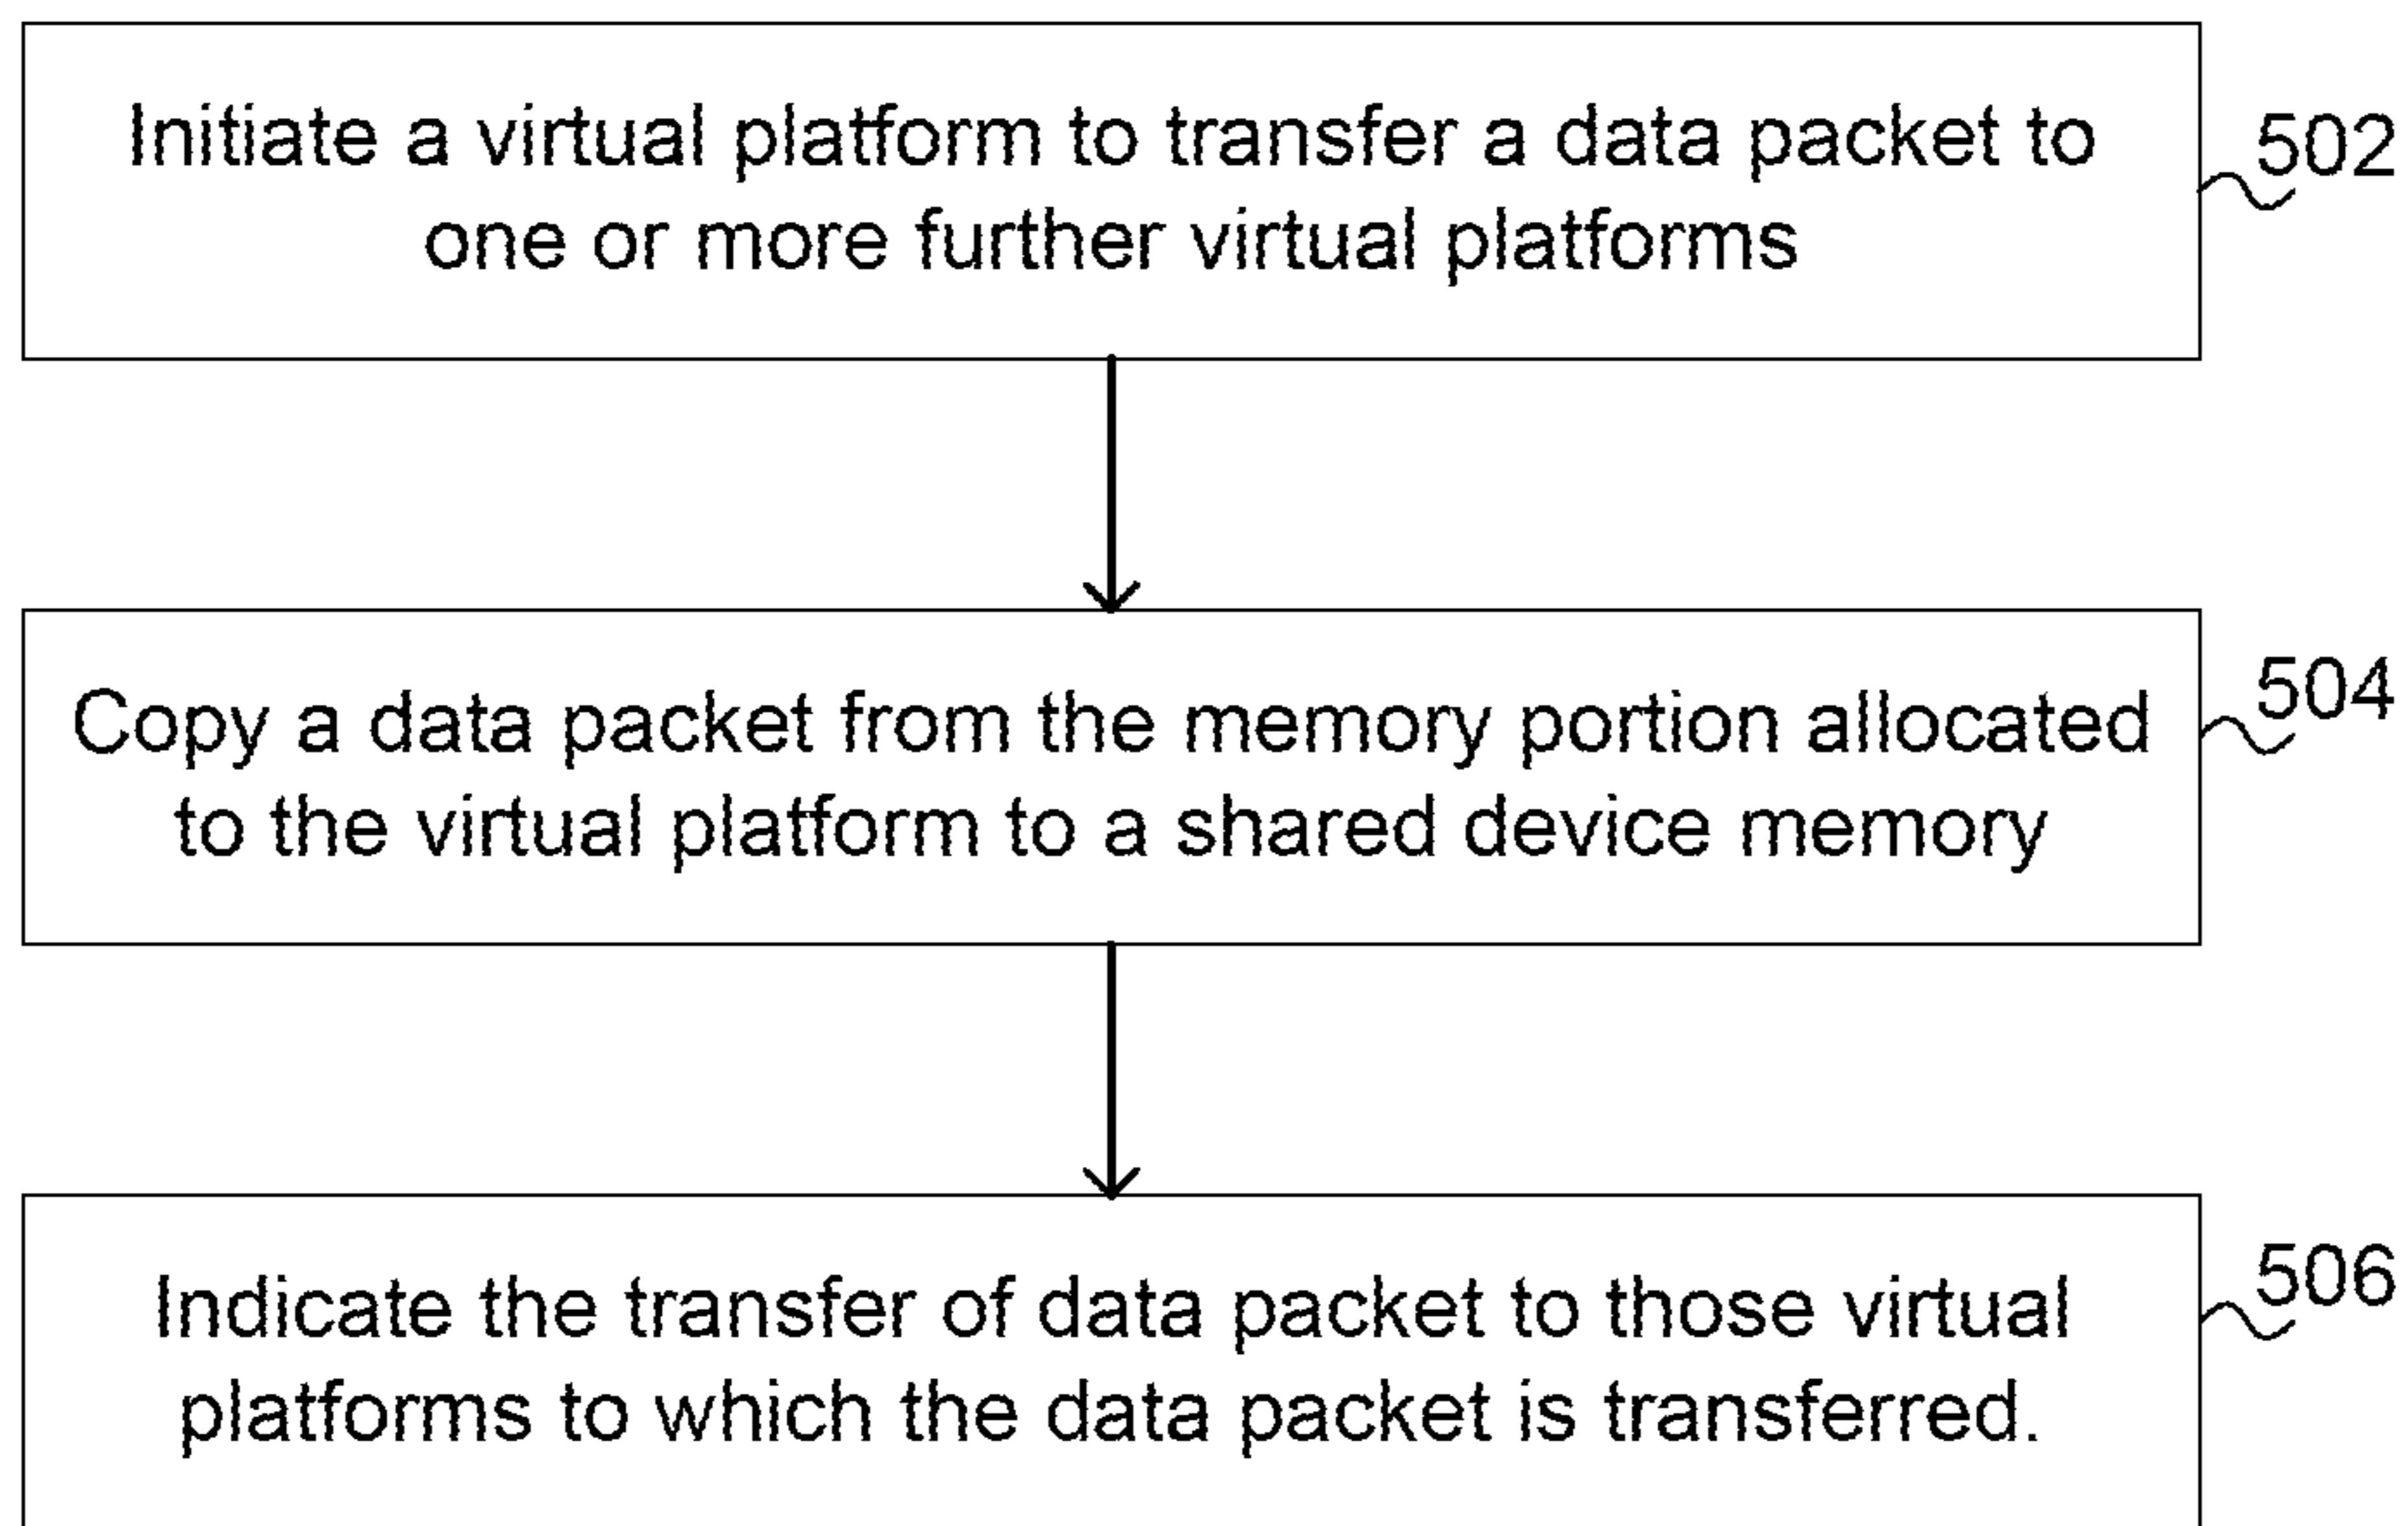 Initiate a virtual platform to transfer a data packet to
one or more further virtual platforms
502
Copy a data packet from the memory portion allocated
to the virtual platform to a shared device memory
504
Indicate the transfer of data packet to those virtual
platforms to which the data packet is transferred.
506